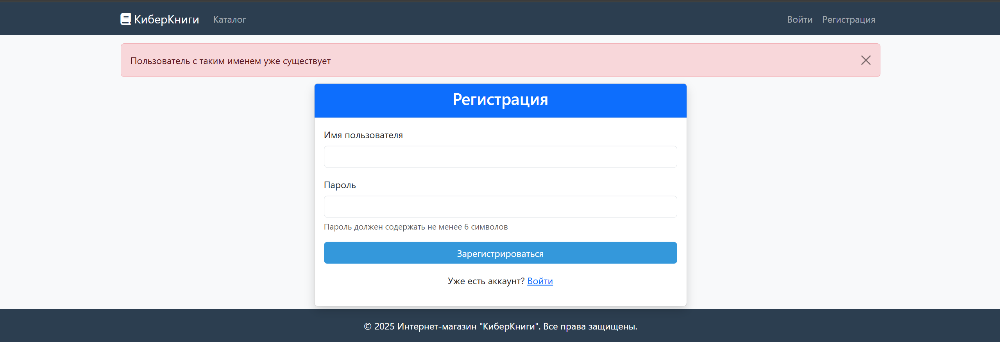 КиберКниги Каталог Войти Регистрация
Пользователь с таким именем уже существует
Регистрация
Имя пользователя
Пароль
Пароль должен содержать не менее 6 символов
Зарегистрироваться
Уже есть аккаунт? Войти
© 2025 Интернет-магазин "КиберКниги". Все права защищены.